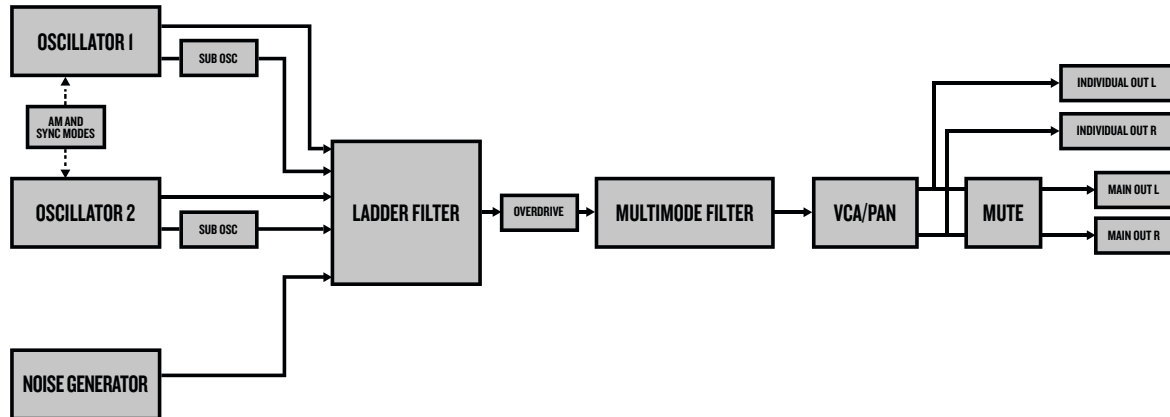 OSCILLATOR 1
SUB OSC
AM AND
SYNC MODES
OSCILLATOR 2
SUB OSC
NOISE GENERATOR
LADDER FILTER
OVERDRIVE
MULTIMODE FILTER
VCA/PAN
MUTE
INDIVIDUAL OUT L
INDIVIDUAL OUT R
MAIN OUT L
MAIN OUT R